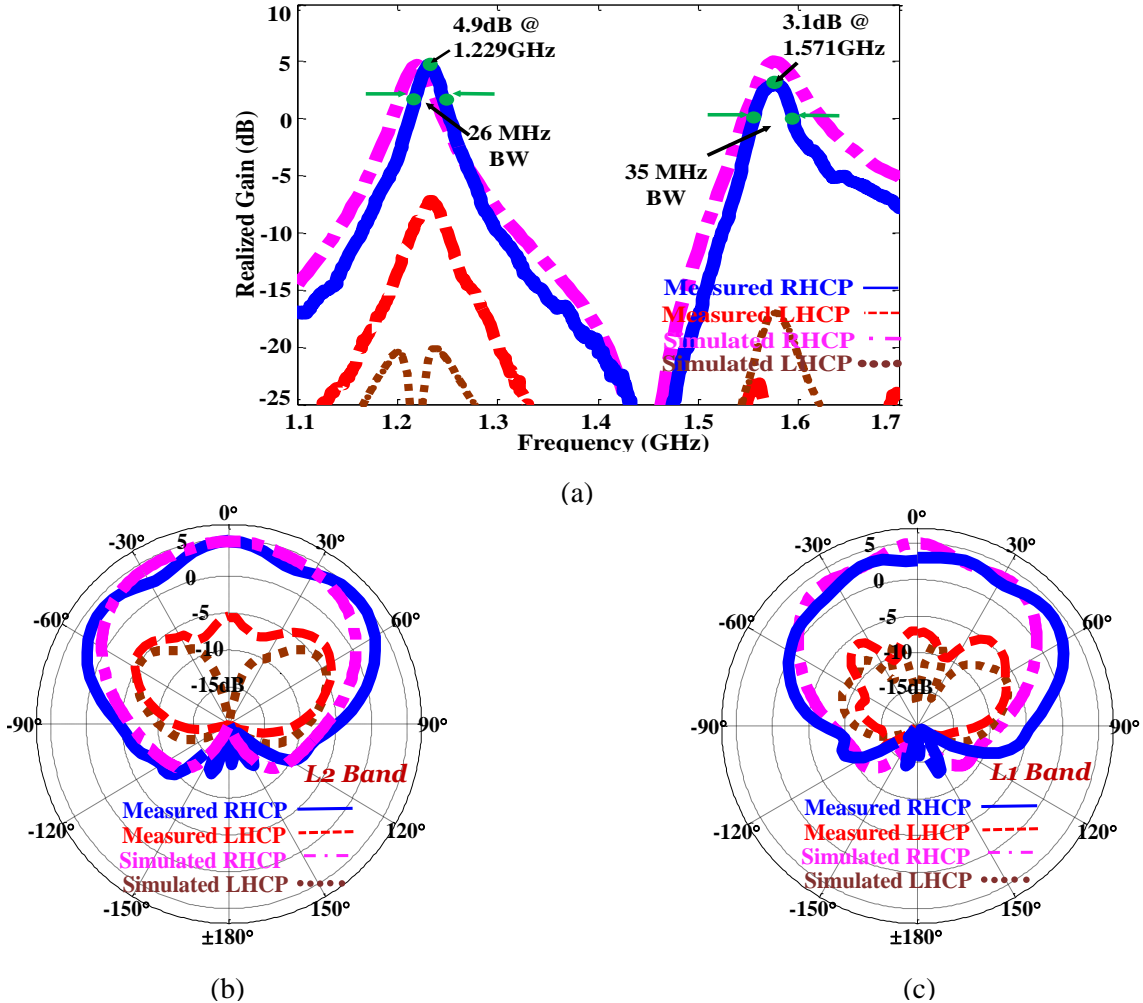 10
5
0
-5
-10
-15
-20
-25
Realized Gain (dB)
4.9dB @
1.229GHz
3.1dB @
1.571GHz
26 MHz
BW
35 MHz
BW
Measured RHCP
Measured LHCP
Simulated RHCP
Simulated LHCP
1.1 1.2 1.3 1.4 1.5 1.6 1.7
Frequency (GHz)
(a)
0°
-30° 30°
-60° 60°
-90° 90°
-120° 120°
-150° 150°
±180°
5
0
-5
-10
-15dB
L2 Band
Measured RHCP
Measured LHCP
Simulated RHCP
Simulated LHCP
(b)
0°
-30° 30°
-60° 60°
-90° 90°
-120° 120°
-150° 150°
±180°
5
0
-5
-10
-15dB
L1 Band
Measured RHCP
Measured LHCP
Simulated RHCP
Simulated LHCP
(c)